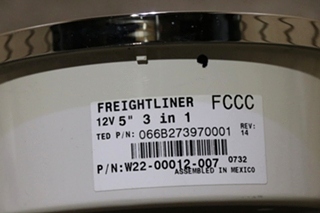 FREIGHTLINER FCCC
12V 5" 3 in 1
TED P/N: 066B273970001 REV: 14
P/N:W22-00012-007 0732
ASSEMBLED IN MEXICO